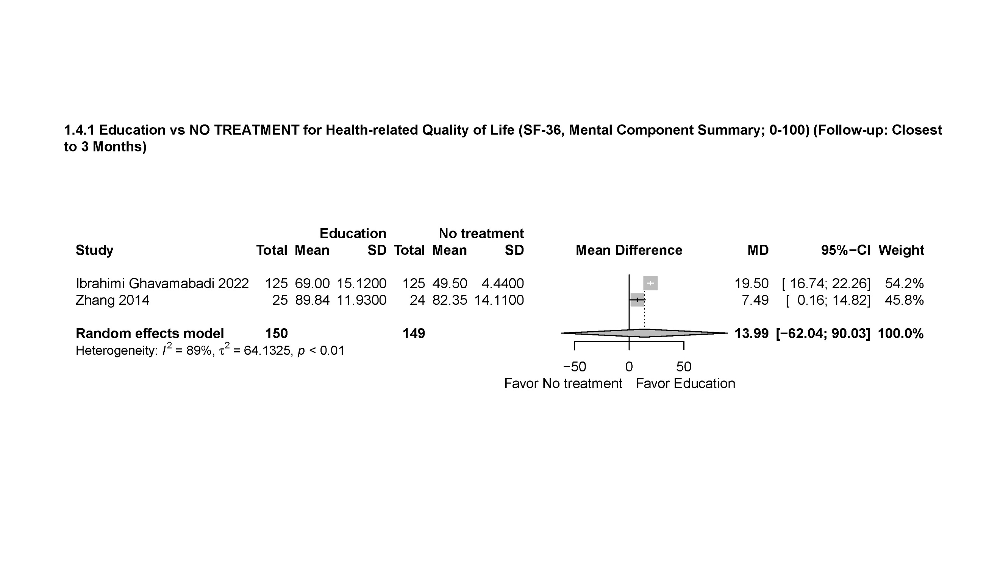 1.4.1 Education vs NO TREATMENT for Health-related Quality of Life (SF-36, Mental Component Summary; 0-100) (Follow-up: Closest
to 3 Months)
Education No treatment
Study Total Mean SD Total Mean SD Mean Difference MD 95%−CI Weight
Ibrahimi Ghavamabadi 2022 125 69.00 15.1200 125 49.50 4.4400 19.50 [ 16.74; 22.26] 54.2%
Zhang 2014 25 89.84 11.9300 24 82.35 14.1100 7.49 [ 0.16; 14.82] 45.8%
Random effects model 150 149 13.99 [−62.04; 90.03] 100.0%
Heterogeneity: I² = 89%, τ² = 64.1325, p < 0.01
−50 0 50
Favor No treatment Favor Education